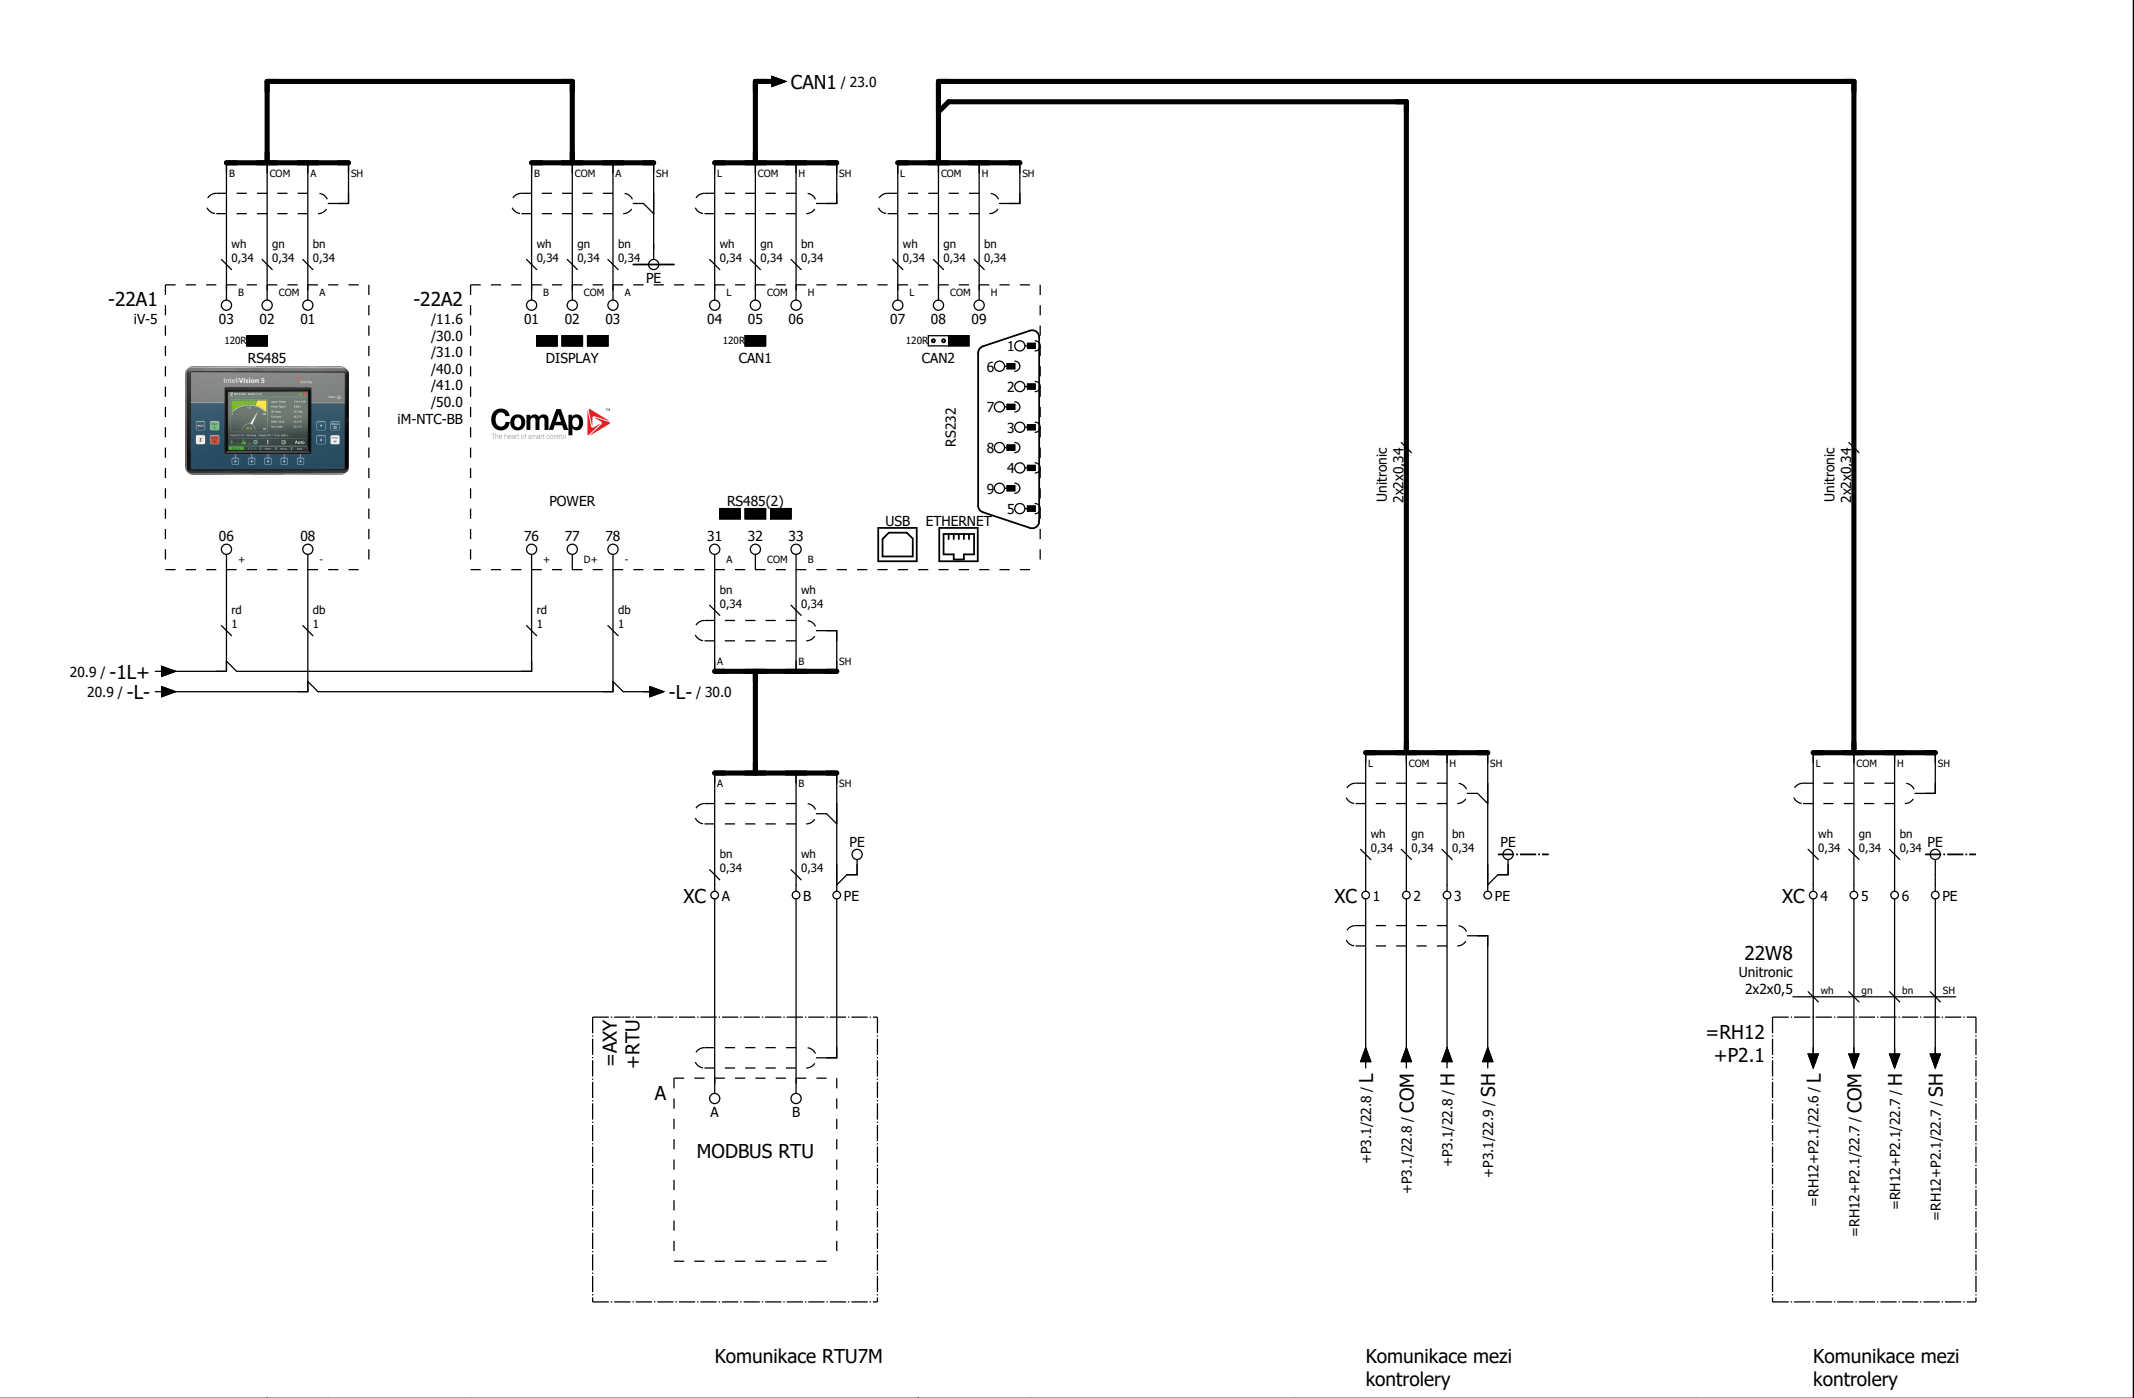 CAN1 / 23.0
B COM A SH
B COM A SH
L COM H SH
L COM H SH
wh gn bn
0,34 0,34 0,34
wh gn bn
0,34 0,34 0,34
PE
wh gn bn
0,34 0,34 0,34
wh gn bn
0,34 0,34 0,34
-22A1
iV-5
B COM A
03 02 01
120R
RS485
InteliVision 5
Auto
06 08
+ -
-22A2
/11.6
/30.0
/31.0
/40.0
/41.0
/50.0
iM-NTC-BB
B COM A
01 02 03
DISPLAY
L COM H
04 05 06
120R
CAN1
L COM H
07 08 09
120R
CAN2
ComAp
TM
The heart of smart control
RS232
1
6
2
7
3
8
4
9
5
POWER
RS485(2)
USB ETHERNET
76 77 78
+ D+ -
31 32 33
A COM B
rd
1
db
1
rd
1
db
1
bn
0,34
wh
0,34
A B SH
20.9 / -1L+
20.9 / -L-
-L- / 30.0
Unitronic
2x2x0,34
Unitronic
2x2x0,34
A B SH
bn
0,34
wh
0,34
PE
XC A B PE
=AXY
+RTU
A
A B
MODBUS RTU
L COM H SH
wh gn bn
0,34 0,34 0,34
PE
XC 1 2 3 PE
+P3.1/22.8 / L
+P3.1/22.8 / COM
+P3.1/22.8 / H
+P3.1/22.9 / SH
L COM H SH
wh gn bn
0,34 0,34 0,34
PE
XC 4 5 6 PE
22W8
Unitronic
2x2x0,5
wh gn bn SH
=RH12
+P2.1
=RH12+P2.1/22.6 / L
=RH12+P2.1/22.7 / COM
=RH12+P2.1/22.7 / H
=RH12+P2.1/22.7 / SH
Komunikace RTU7M
Komunikace mezi
kontrolery
Komunikace mezi
kontrolery